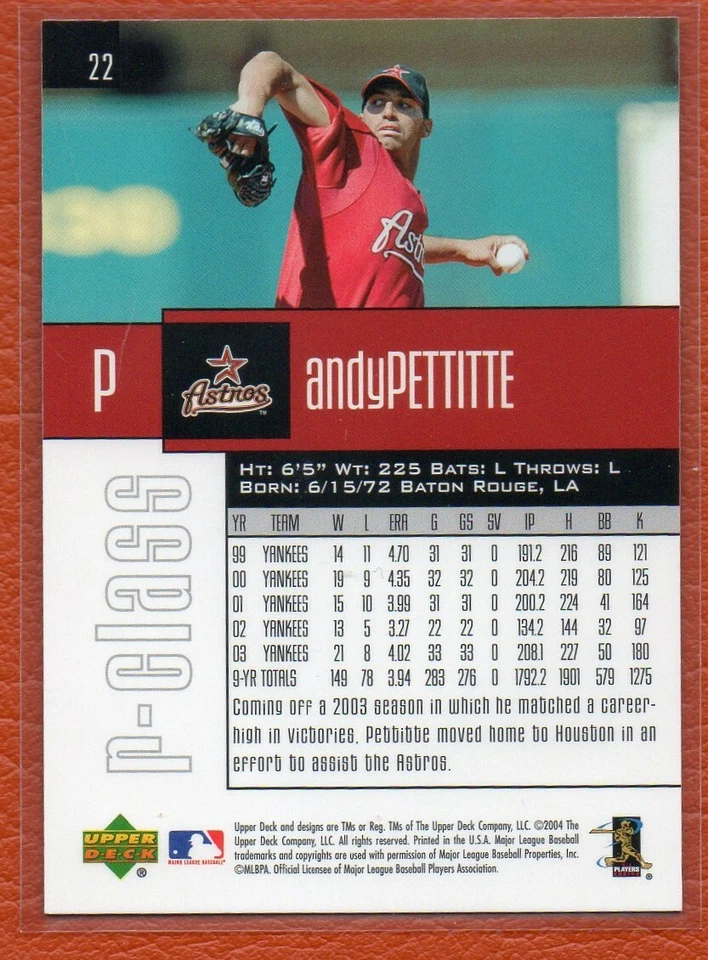 22
Ast
P
Astros
TM
andyPETTITTE
p-class
HT: 6'5" WT: 225 BATS: L THROWS: L
BORN: 6/15/72 BATON ROUGE, LA
YR TEAM W L ERA G GS SV IP H BB K
99 YANKEES 14 11 4.70 31 31 0 191.2 216 89 121
00 YANKEES 19 9 4.35 32 32 0 204.2 219 80 125
01 YANKEES 15 10 3.99 31 31 0 200.2 224 41 164
02 YANKEES 13 5 3.27 22 22 0 134.2 144 32 97
03 YANKEES 21 8 4.02 33 33 0 208.1 227 50 180
9-YR TOTALS 149 78 3.94 283 276 0 1792.2 1901 579 1275
Coming off a 2003 season in which he matched a career-
high in victories, Pettitte moved home to Houston in an
effort to assist the Astros.
UPPER
DECK
®
MAJOR LEAGUE BASEBALL
Upper Deck and designs are TMs or Reg. TMs of The Upper Deck Company, LLC. ©2004 The
Upper Deck Company, LLC. All rights reserved. Printed in the U.S.A. Major League Baseball
trademarks and copyrights are used with permission of Major League Baseball Properties, Inc.
©MLBPA. Official Licensee of Major League Baseball Players Association.
PLAYERS
CHOICE
®